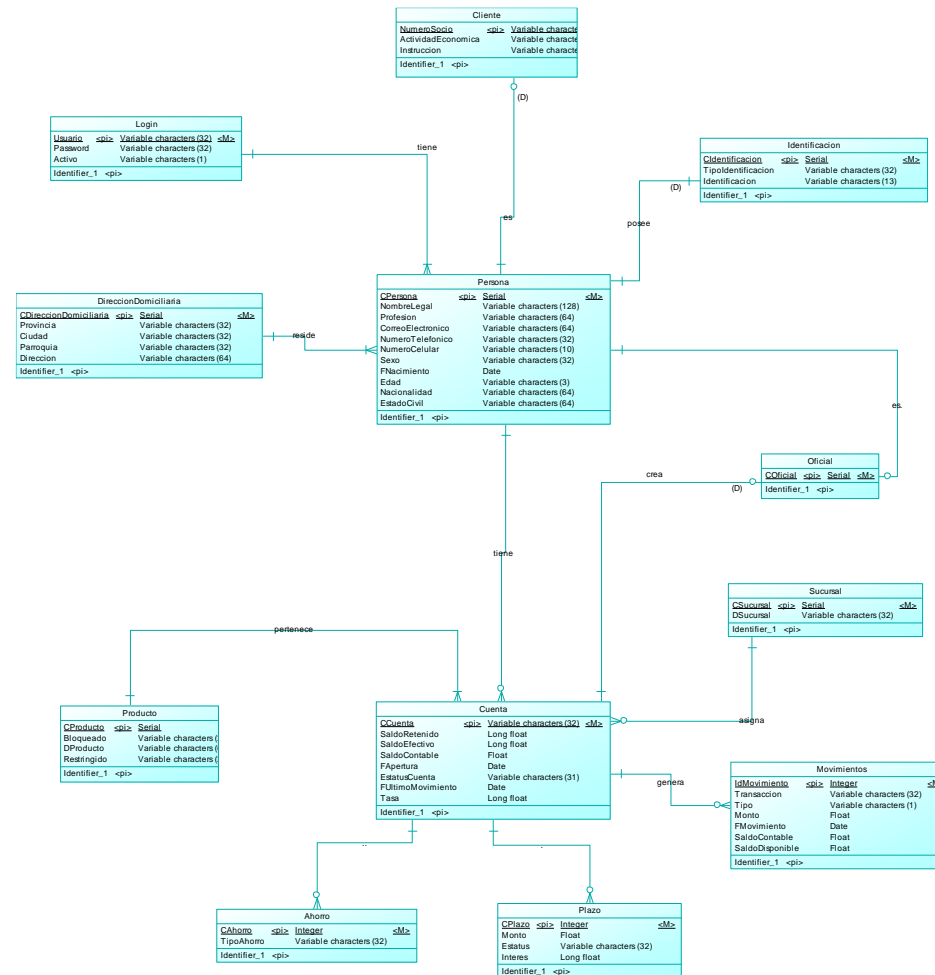 Cliente
NumeroSocio <pi> Variable characte
ActividadEconomica Variable characte
Instruccion Variable characte
Identifier_1 <pi>
(D)
Login
Usuario <pi> Variable characters (32) <M>
Password Variable characters (32)
Activo Variable characters (1)
Identifier_1 <pi>
tiene
Identificacion
CIdentificacion <pi> Serial <M>
TipoIdentificacion Variable characters (32)
Identificacion Variable characters (13)
Identifier_1 <pi>
(D)
es
posee
Persona
CPersona <pi> Serial <M>
NombreLegal Variable characters (128)
Profesion Variable characters (64)
CorreoElectronico Variable characters (64)
NumeroTelefonico Variable characters (32)
NumeroCelular Variable characters (10)
Sexo Variable characters (32)
FNacimiento Date
Edad Variable characters (3)
Nacionalidad Variable characters (64)
EstadoCivil Variable characters (64)
Identifier_1 <pi>
DireccionDomiciliaria
CDireccionDomiciliaria <pi> Serial <M>
Provincia Variable characters (32)
Ciudad Variable characters (32)
Parroquia Variable characters (32)
Direccion Variable characters (64)
Identifier_1 <pi>
reside
es.
Oficial
COficial <pi> Serial <M>
Identifier_1 <pi>
crea
(D)
tiene
Sucursal
CSucursal <pi> Serial <M>
DSucursal Variable characters (32)
Identifier_1 <pi>
pertenece
Producto
CProducto <pi> Serial
Bloqueado Variable characters (
DProducto Variable characters (
Restringido Variable characters (
Identifier_1 <pi>
Cuenta
CCuenta <pi> Variable characters (32) <M>
SaldoRetenido Long float
SaldoEfectivo Long float
SaldoContable Float
FApertura Date
EstatusCuenta Variable characters (31)
FUltimoMovimiento Date
Tasa Long float
Identifier_1 <pi>
asigna
genera
Movimientos
IdMovimiento <pi> Integer <M
Transaccion Variable characters (32)
Tipo Variable characters (1)
Monto Float
FMovimiento Date
SaldoContable Float
SaldoDisponible Float
Identifier_1 <pi>
..
.
Ahorro
CAhorro <pi> Integer <M>
TipoAhorro Variable characters (32)
Identifier_1 <pi>
Plazo
CPlazo <pi> Integer <M>
Monto Float
Estatus Variable characters (32)
Interes Long float
Identifier_1 <pi>